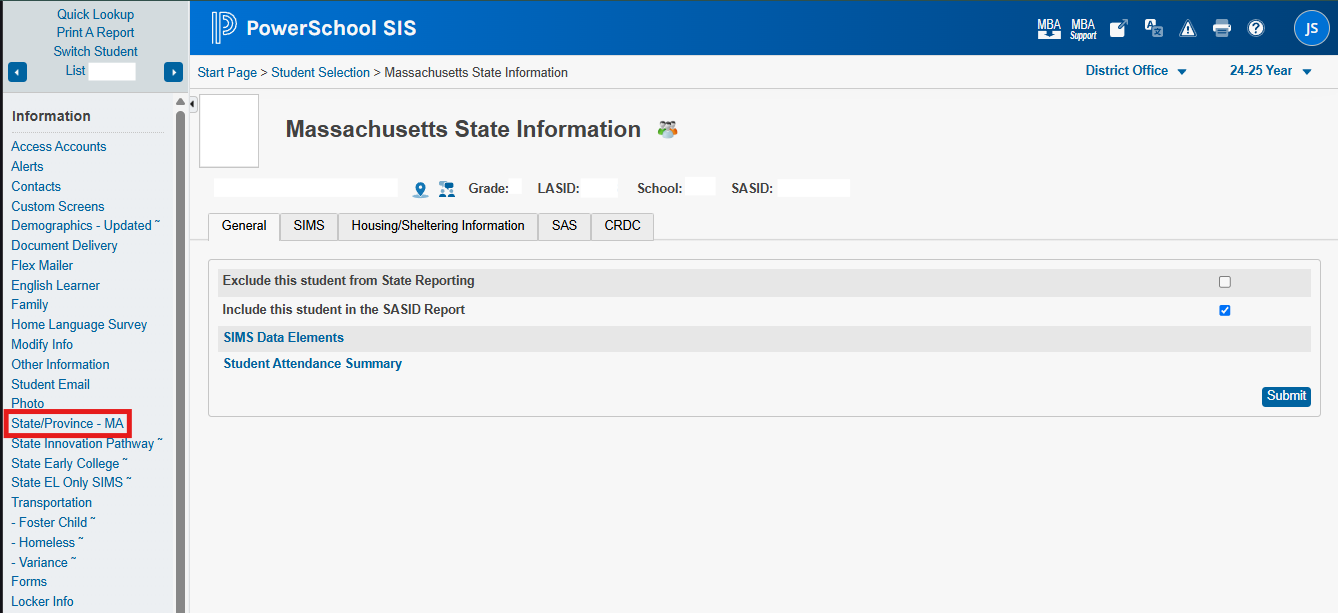 Quick Lookup
Print A Report
Switch Student
List
PowerSchool SIS
MBA
MBA Support
JS
Start Page > Student Selection > Massachusetts State Information
District Office
24-25 Year
Information
Access Accounts
Alerts
Contacts
Custom Screens
Demographics - Updated ~
Document Delivery
Flex Mailer
English Learner
Family
Home Language Survey
Modify Info
Other Information
Student Email
Photo
State/Province - MA
State Innovation Pathway ~
State Early College ~
State EL Only SIMS ~
Transportation
- Foster Child ~
- Homeless ~
- Variance ~
Forms
Locker Info
Massachusetts State Information
Grade: LASID: School: SASID:
General SIMS Housing/Sheltering Information SAS CRDC
Exclude this student from State Reporting
Include this student in the SASID Report
SIMS Data Elements
Student Attendance Summary
Submit